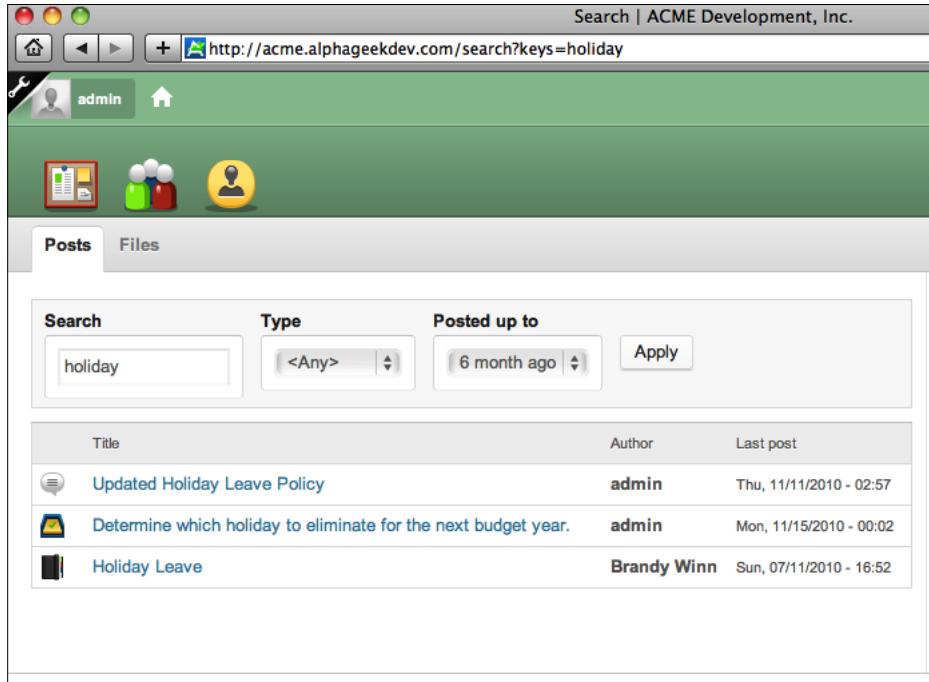 Search | ACME Development, Inc.
http://acme.alphageekdev.com/search?keys=holiday
admin
Posts Files
Search Type Posted up to
holiday <Any> 6 month ago Apply
Title Author Last post
Updated Holiday Leave Policy admin Thu, 11/11/2010 - 02:57
Determine which holiday to eliminate for the next budget year. admin Mon, 11/15/2010 - 00:02
Holiday Leave Brandy Winn Sun, 07/11/2010 - 16:52